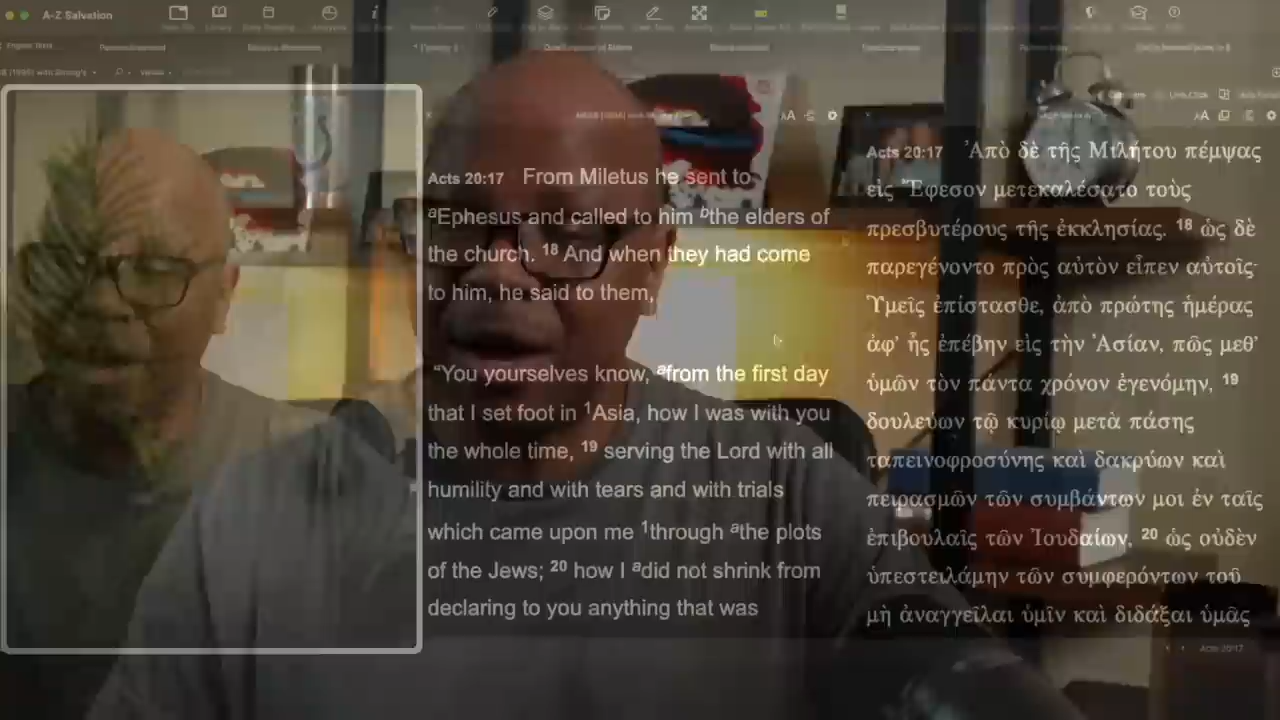 A-Z Salvation
Acts 20:17 From Miletus he sent to
aEphesus and called to him bthe elders of
the church. 18 And when they had come
to him, he said to them,
“You yourselves know, afrom the first day
that I set foot in 1Asia, how I was with you
the whole time, 19 serving the Lord with all
humility and with tears and with trials
which came upon me 1through athe plots
of the Jews; 20 how I adid not shrink from
declaring to you anything that was
Acts 20:17 Ἀπὸ δὲ τῆς Μιλήτου πέμψας
εἰς Ἔφεσον μετεκαλέσατο τοὺς
πρεσβυτέρους τῆς ἐκκλησίας. 18 ὡς δὲ
παρεγένοντο πρὸς αὐτὸν εἶπεν αὐτοῖς·
Ὑμεῖς ἐπίστασθε, ἀπὸ πρώτης ἡμέρας
ἀφ’ ἧς ἐπέβην εἰς τὴν Ἀσίαν, πῶς μεθ’
ὑμῶν τὸν πάντα χρόνον ἐγενόμην, 19
δουλεύων τῷ κυρίῳ μετὰ πάσης
ταπεινοφροσύνης καὶ δακρύων καὶ
πειρασμῶν τῶν συμβάντων μοι ἐν ταῖς
ἐπιβουλαῖς τῶν Ἰουδαίων, 20 ὡς οὐδὲν
ὑπεστειλάμην τῶν συμφερόντων τοῦ
μὴ ἀναγγεῖλαι ὑμῖν καὶ διδάξαι ὑμᾶς
Acts 20:17